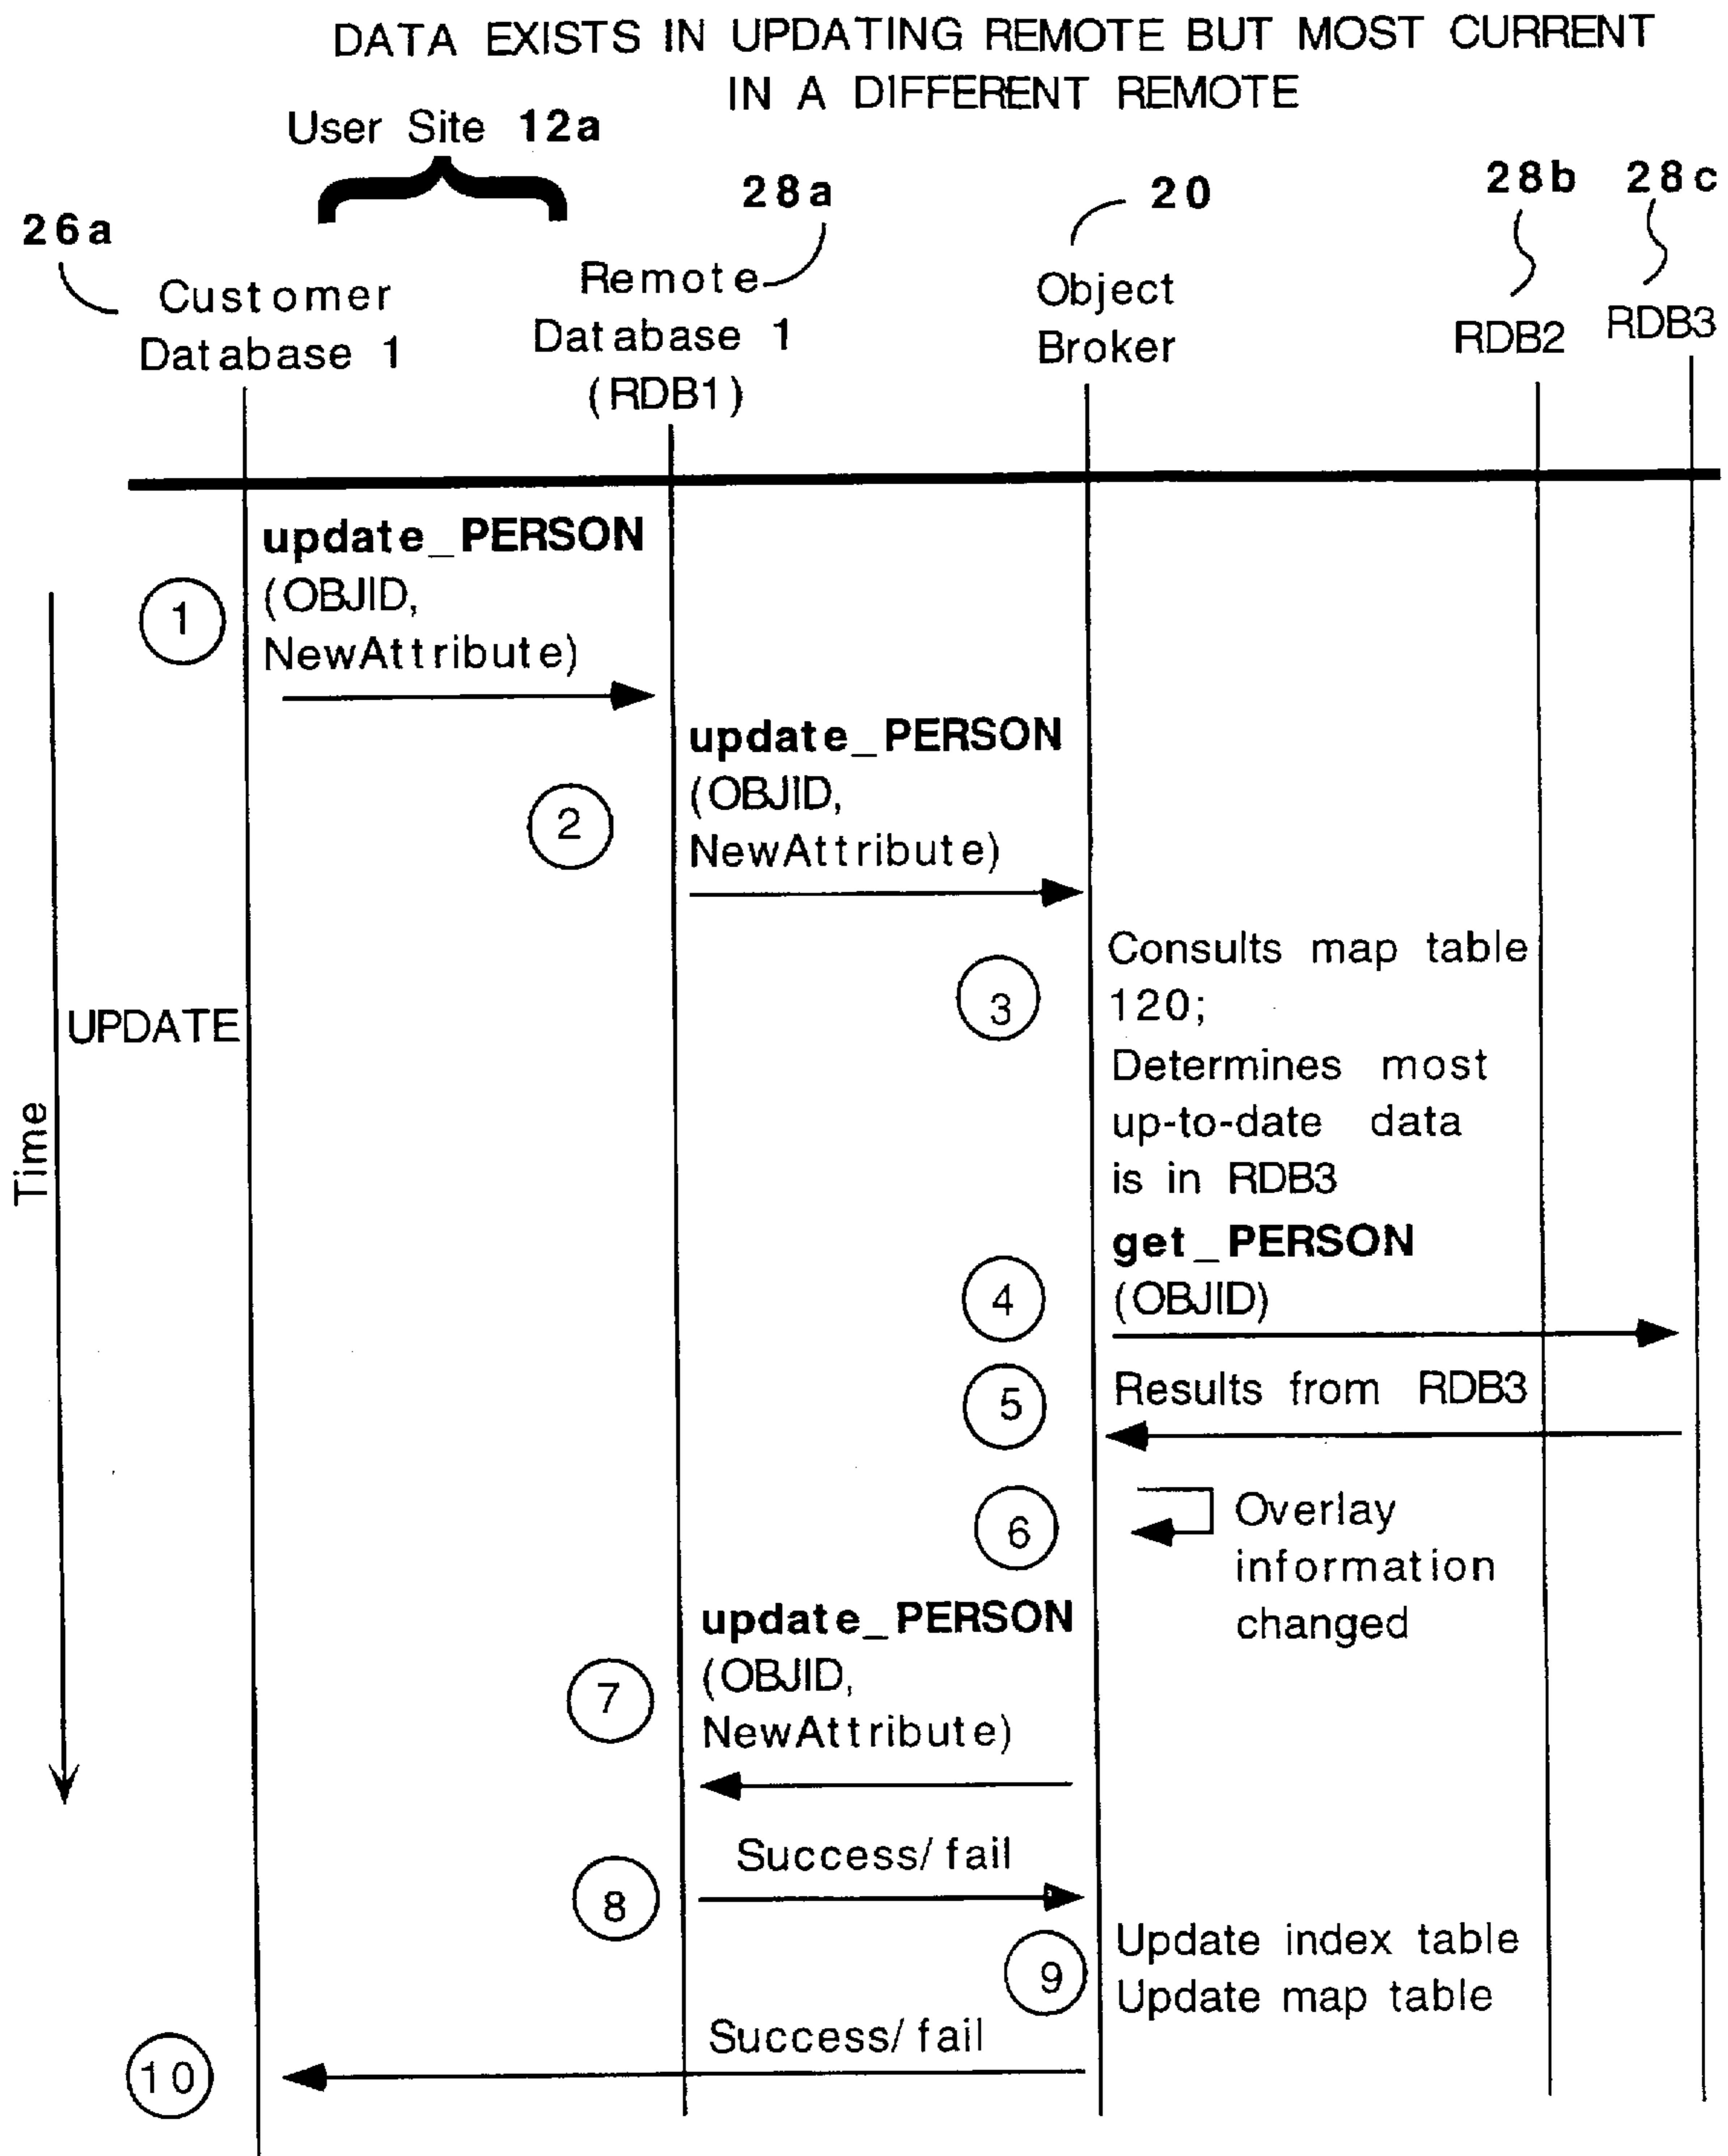 DATA EXISTS IN UPDATING REMOTE BUT MOST CURRENT
IN A DIFFERENT REMOTE
User Site 12a
26a
28a
20
28b
28c
Customer
Database 1
Remote
Database 1
(RDB1)
Object
Broker
RDB2
RDB3
Time
UPDATE
1
update_PERSON
(OBJID,
NewAttribute)
2
update_PERSON
(OBJID,
NewAttribute)
3
Consults map table
120;
Determines most
up-to-date data
is in RDB3
4
get_PERSON
(OBJID)
5
Results from RDB3
6
Overlay
information
changed
7
update_PERSON
(OBJID,
NewAttribute)
8
Success/fail
9
Update index table
Update map table
10
Success/fail